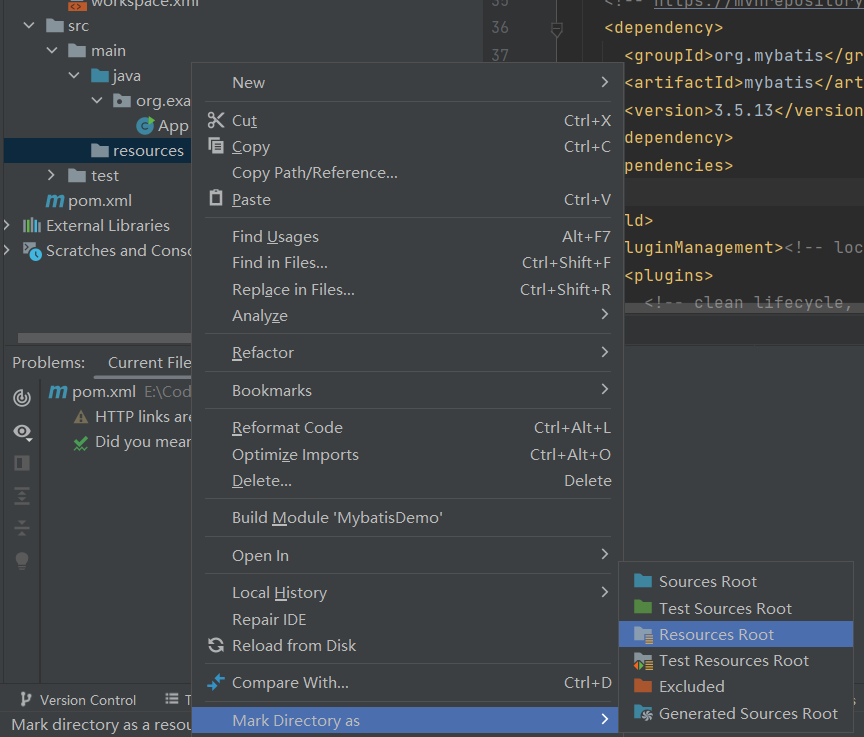 workspace.xml
src
main
java
org.exa
App
resources
test
pom.xml
External Libraries
Scratches and Conso
35 <!-- https://mvnrepository
36 <dependency>
37 <groupId>org.mybatis</gr
<artifactId>mybatis</art
<version>3.5.13</version
dependency>
pendencies>
ld>
luginManagement><!-- loc
<plugins>
<!-- clean lifecycle,
New
Cut Ctrl+X
Copy Ctrl+C
Copy Path/Reference...
Paste Ctrl+V
Find Usages Alt+F7
Find in Files... Ctrl+Shift+F
Replace in Files... Ctrl+Shift+R
Analyze
Refactor
Bookmarks
Reformat Code Ctrl+Alt+L
Optimize Imports Ctrl+Alt+O
Delete... Delete
Build Module 'MybatisDemo'
Open In
Local History
Repair IDE
Reload from Disk
Compare With... Ctrl+D
Mark Directory as
Sources Root
Test Sources Root
Resources Root
Test Resources Root
Excluded
Generated Sources Root
Problems: Current File
pom.xml E:\Cod
HTTP links are
Did you mean
Version Control T
Mark directory as a resou